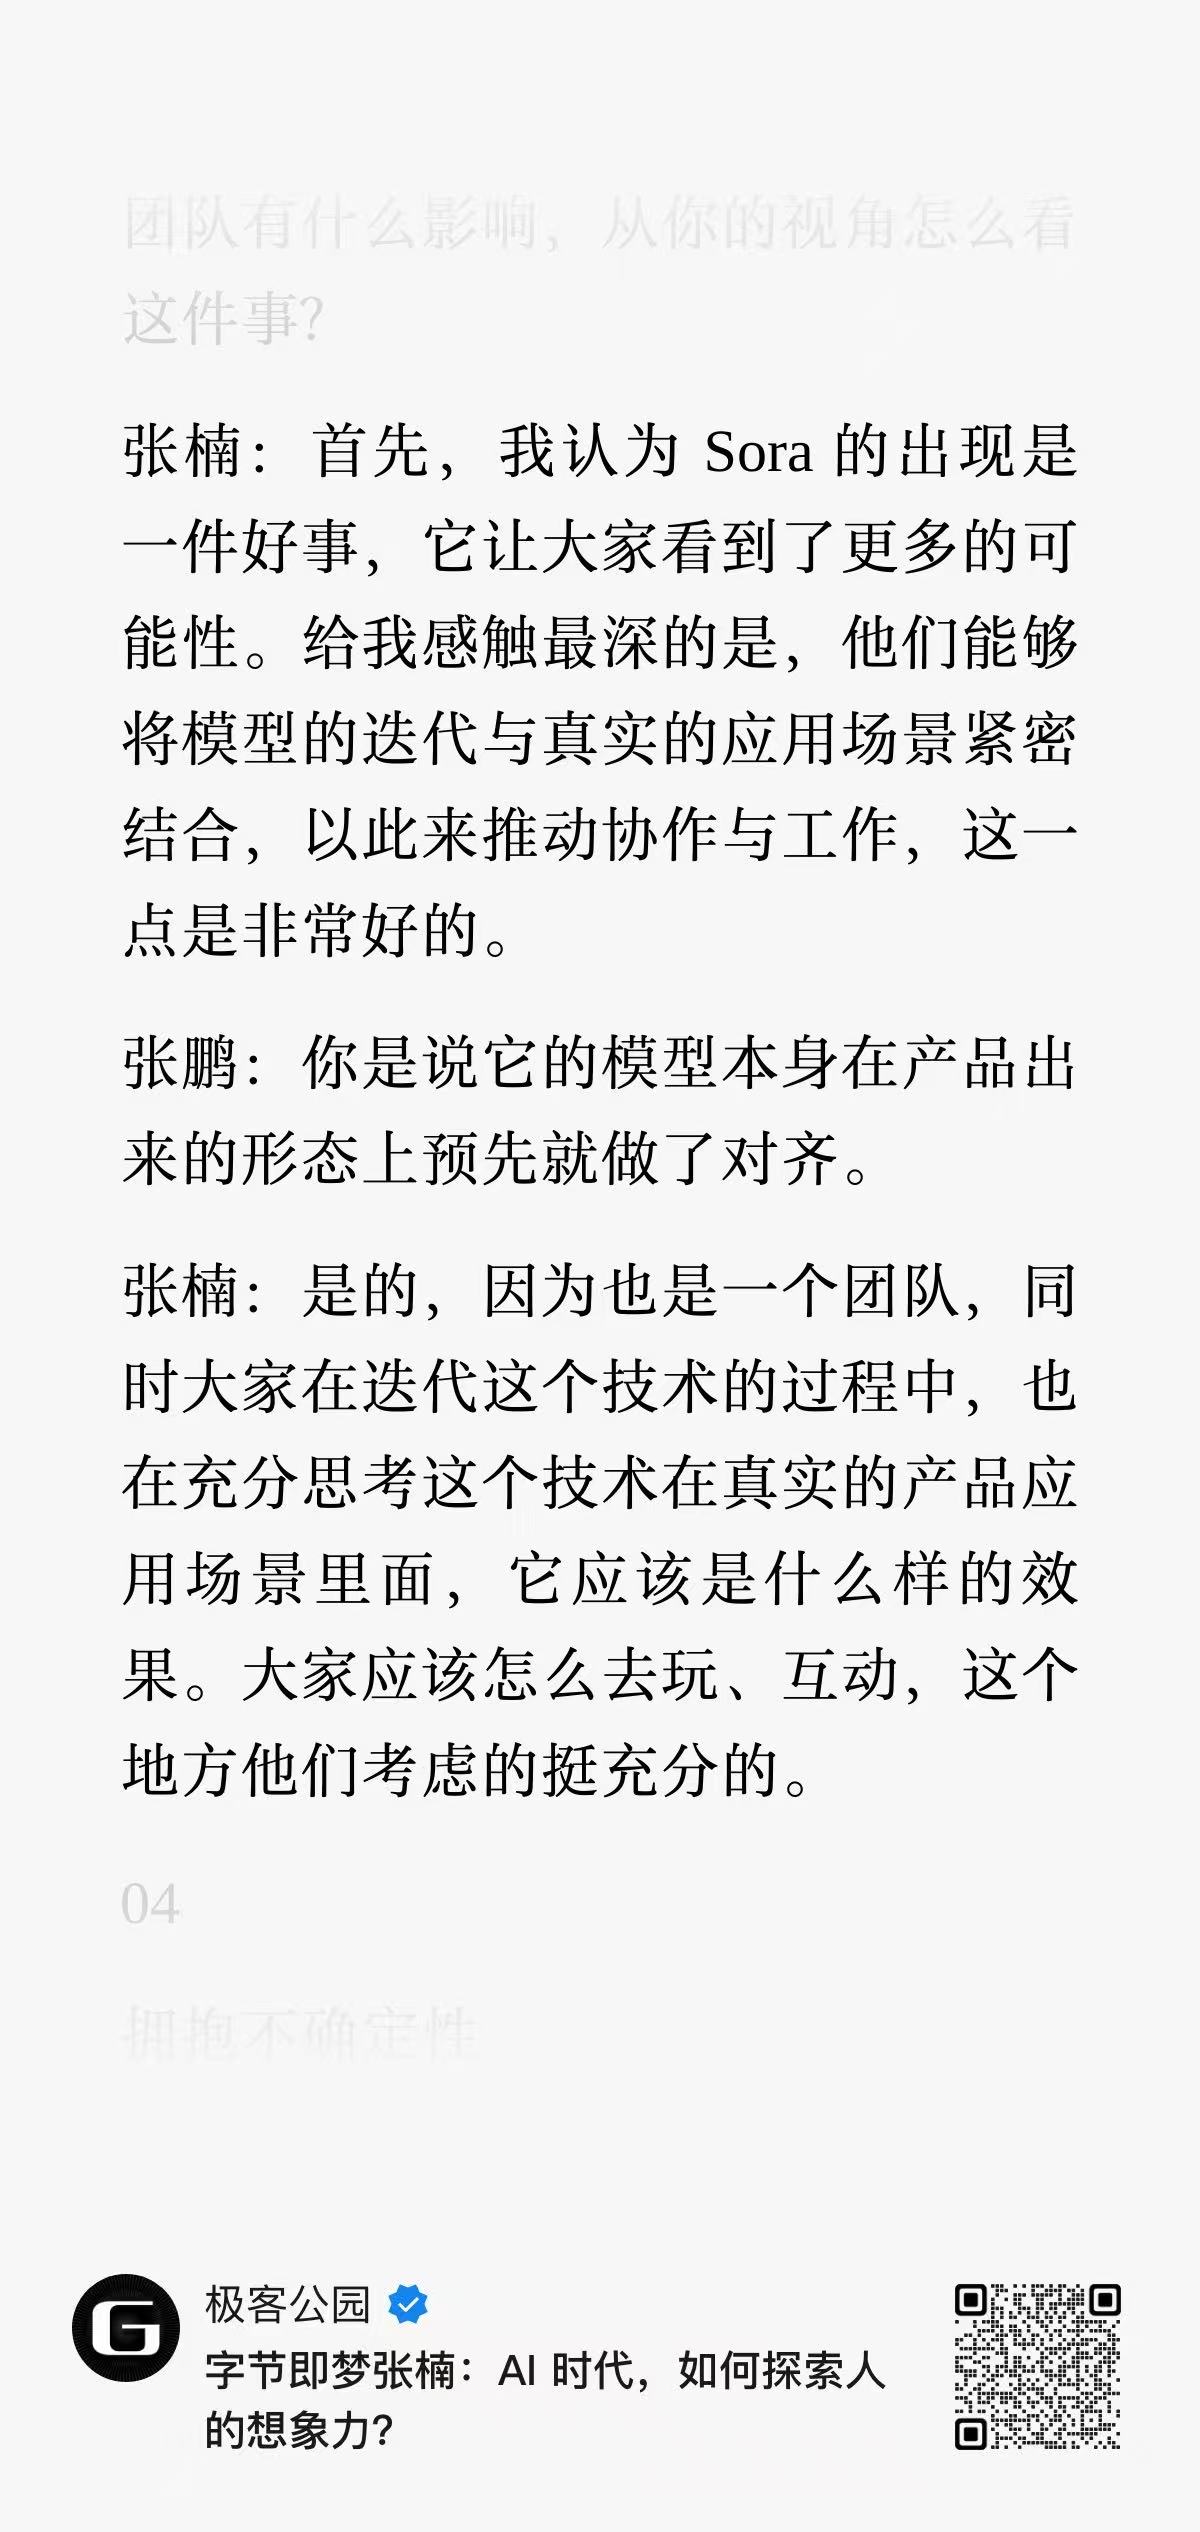 团队有什么影响，从你的视角怎么看
这件事？
张楠：首先，我认为 Sora 的出现是
一件好事，它让大家看到了更多的可
能性。给我感触最深的是，他们能够
将模型的迭代与真实的应用场景紧密
结合，以此来推动协作与工作，这一
点是非常好的。
张鹏：你是说它的模型本身在产品出
来的形态上预先就做了对齐。
张楠：是的，因为也是一个团队，同
时大家在迭代这个技术的过程中，也
在充分思考这个技术在真实的产品应
用场景里面，它应该是什么样的效
果。大家应该怎么去玩、互动，这个
地方他们考虑的挺充分的。
04
拥抱不确定性
G
极客公园
字节即梦张楠：AI 时代，如何探索人
的想象力？